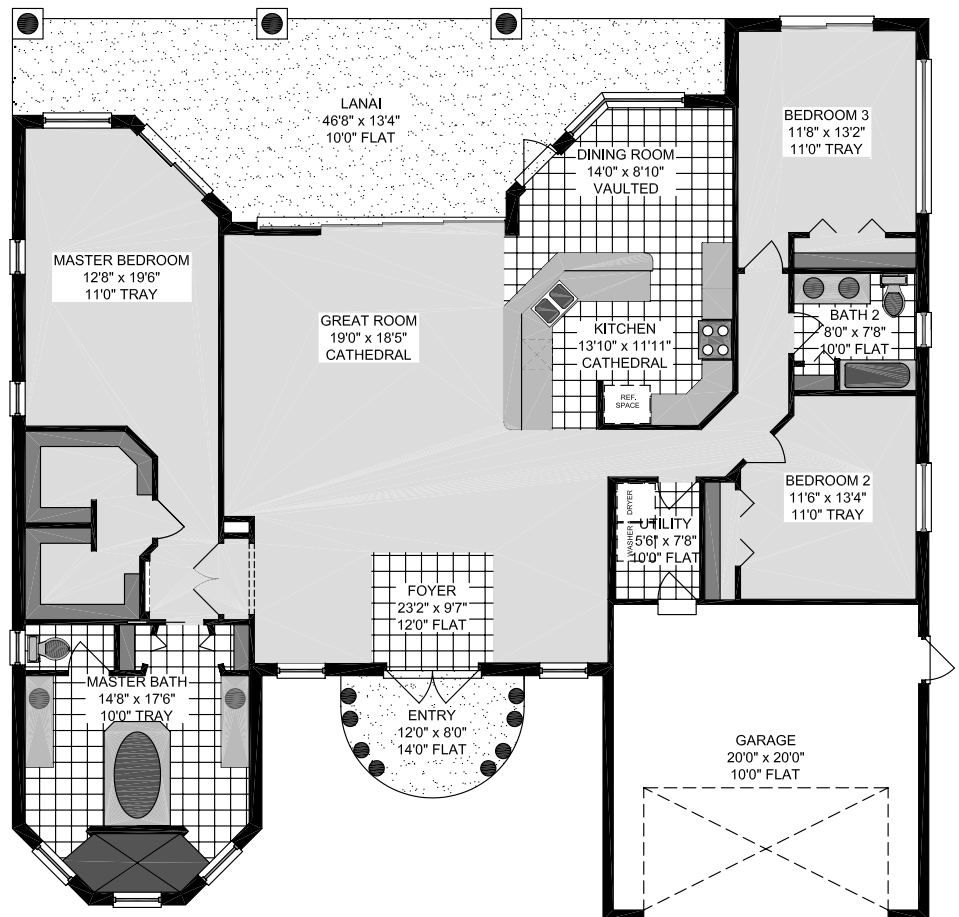 LANAI
46'8" x 13'4"
10'0" FLAT
BEDROOM 3
11'8" x 13'2"
11'0" TRAY
DINING ROOM
14'0" x 8'10"
VAULTED
MASTER BEDROOM
12'8" x 19'6"
11'0" TRAY
GREAT ROOM
19'0" x 18'5"
CATHEDRAL
KITCHEN
13'10" x 11'11"
CATHEDRAL
BATH 2
8'0" x 7'8"
10'0" FLAT
REF.
SPACE
BEDROOM 2
11'6" x 13'4"
11'0" TRAY
WASHER
DRYER
UTILITY
5'6" x 7'8"
10'0" FLAT
FOYER
23'2" x 9'7"
12'0" FLAT
MASTER BATH
14'8" x 17'6"
10'0" TRAY
ENTRY
12'0" x 8'0"
14'0" FLAT
GARAGE
20'0" x 20'0"
10'0" FLAT